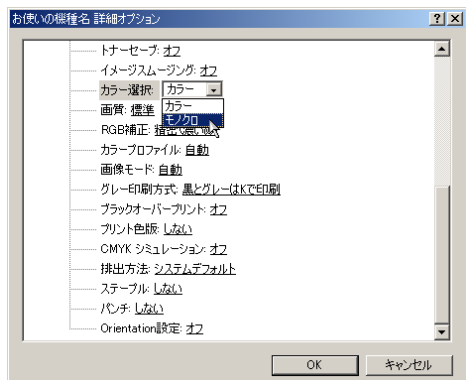 お使いの機種名 詳細オプション
トナーセーブ: オフ
イメージスムージング: オフ
カラー選択: カラー
カラー
モノクロ
画質: 標準
RGB補正:
カラープロファイル: 自動
画像モード: 自動
グレー印刷方式: 黒とグレーはKで印刷
ブラックオーバープリント: オフ
プリント色版: しない
CMYK シミュレーション: オフ
排出方法: システムデフォルト
ステープル: しない
パンチ: しない
Orientation設定: オフ
OK キャンセル